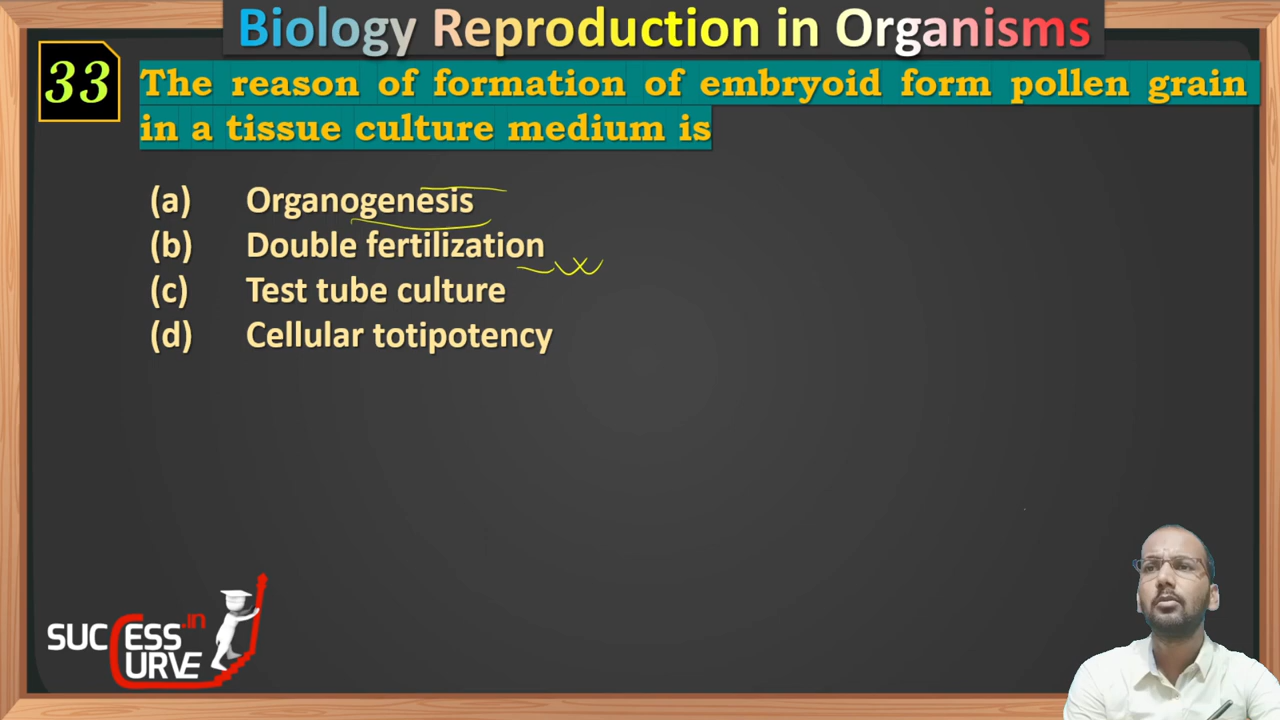 Biology Reproduction in Organisms
33
The reason of formation of embryoid form pollen grain
in a tissue culture medium is
(a) Organogenesis
(b) Double fertilization
(c) Test tube culture
(d) Cellular totipotency
SUCCESS.in
CURVE